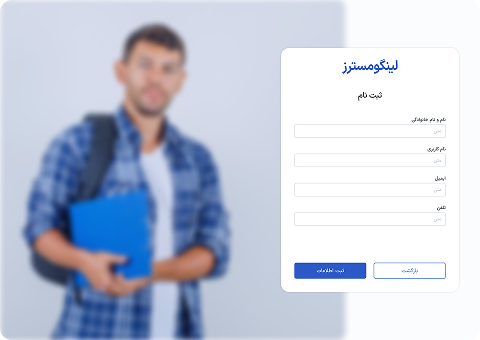 لینگومسترز
ثبت نام
نام و نام خانوادگی
متن
نام کاربری
متن
ایمیل
متن
تلفن
متن
بازگشت
ثبت اطلاعات